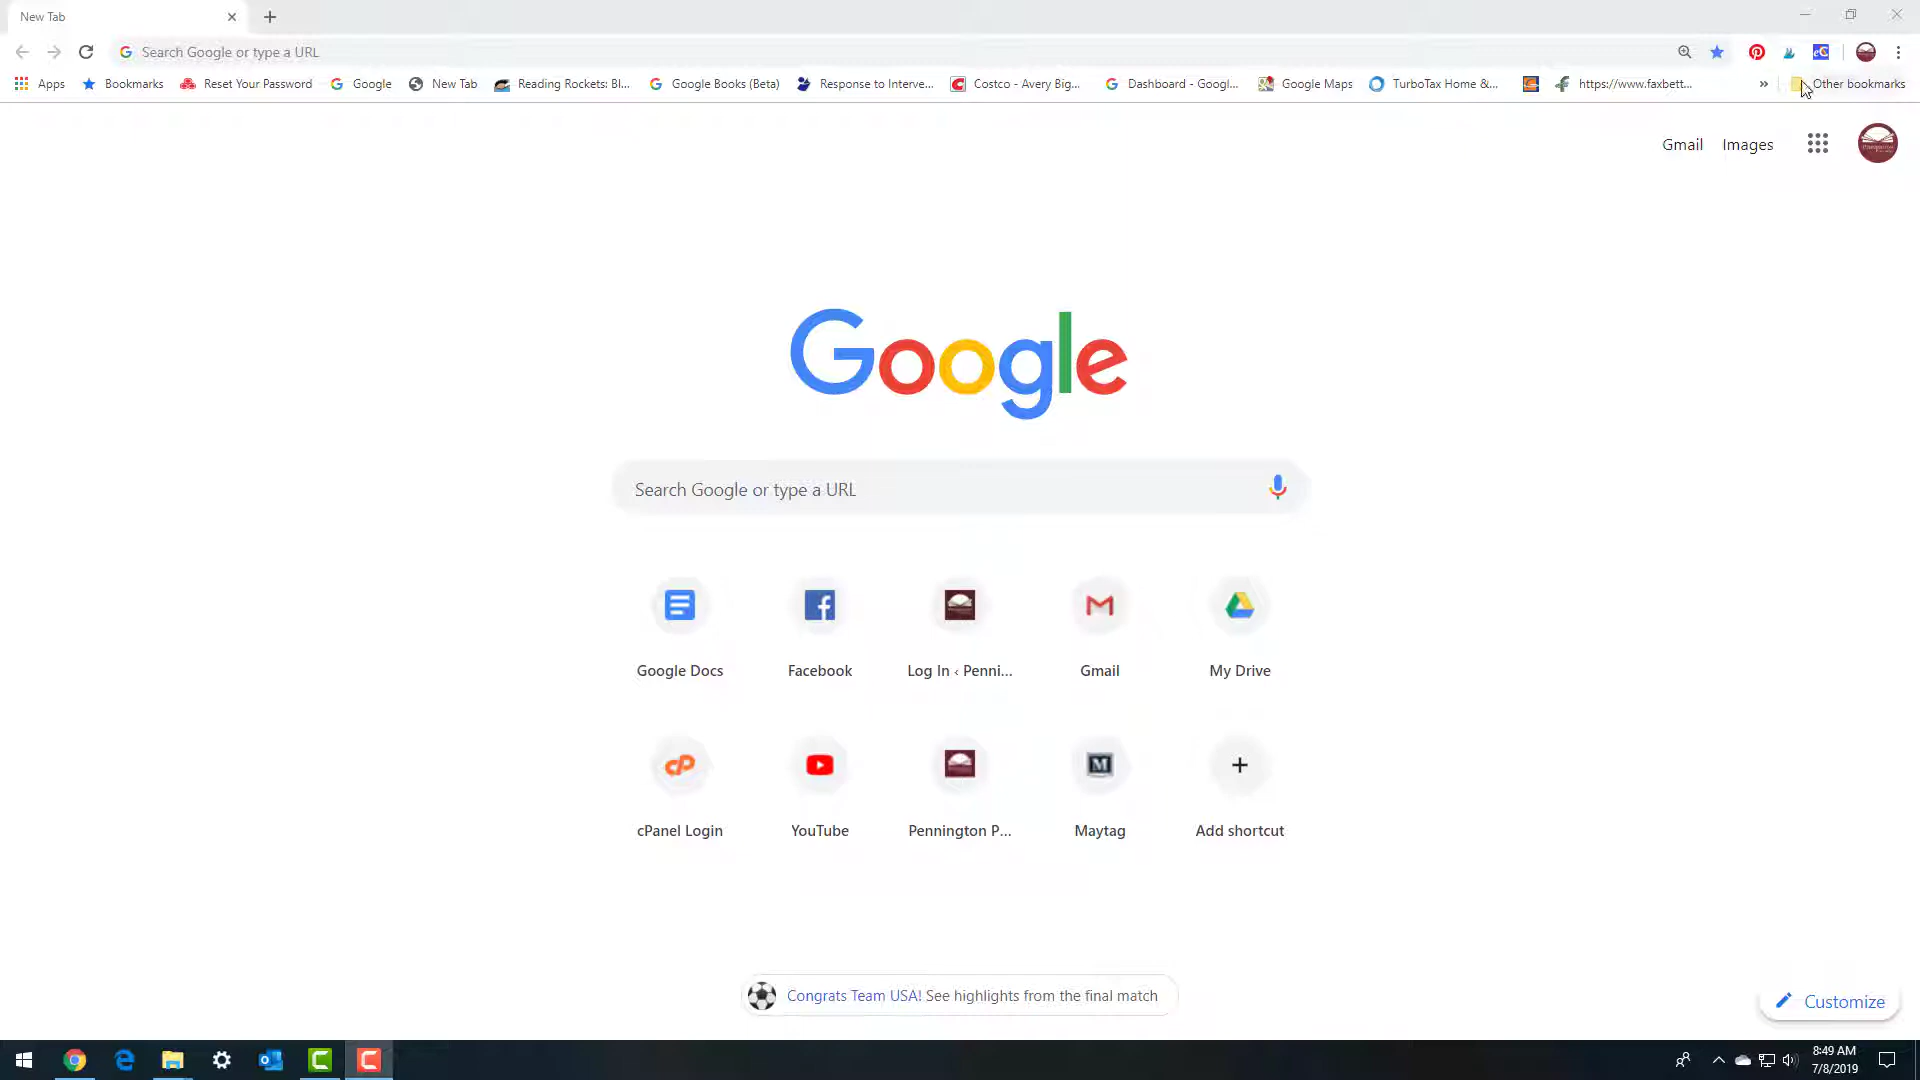 New Tab
Search Google or type a URL
Apps Bookmarks Reset Your Password Google New Tab Reading Rockets: Bl... Google Books (Beta) Response to Interve... Costco - Avery Big... Dashboard - Googl... Google Maps TurboTax Home &... https://www.faxbett... » Other bookmarks
Gmail Images
Google
Search Google or type a URL
Google Docs Facebook Log In ‹ Penni... Gmail My Drive
cPanel Login YouTube Pennington P... Maytag Add shortcut
Congrats Team USA! See highlights from the final match
Customize
8:49 AM
7/8/2019